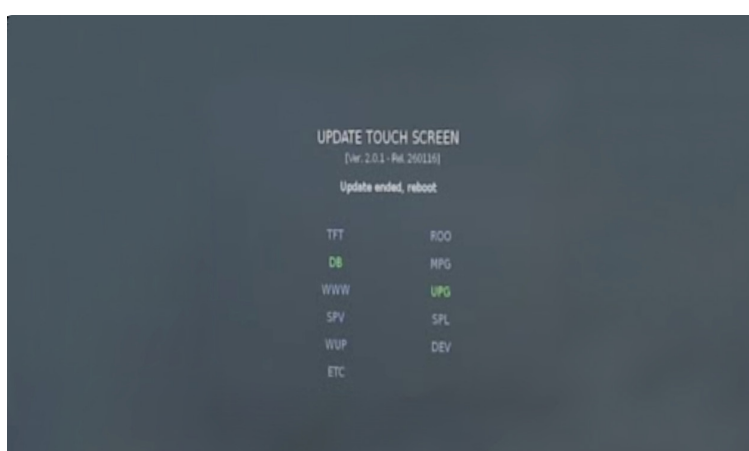 UPDATE TOUCH SCREEN
[Ver. 2.0.1 - Rel. 260116]
Update ended, reboot
TFT ROO
DB MPG
WWW UPG
SPV SPL
WUP DEV
ETC